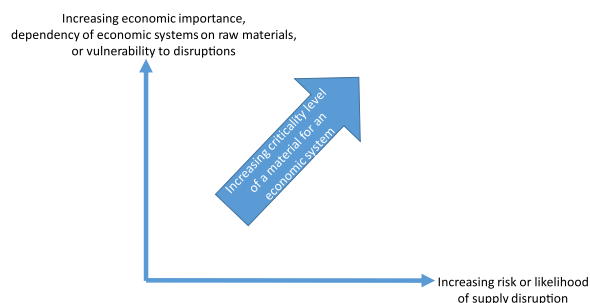 Increasing economic importance,
dependency of economic systems on raw materials,
or vulnerability to disruptions
Increasing criticality level
of a material for an
economic system
Increasing risk or likelihood
of supply disruption